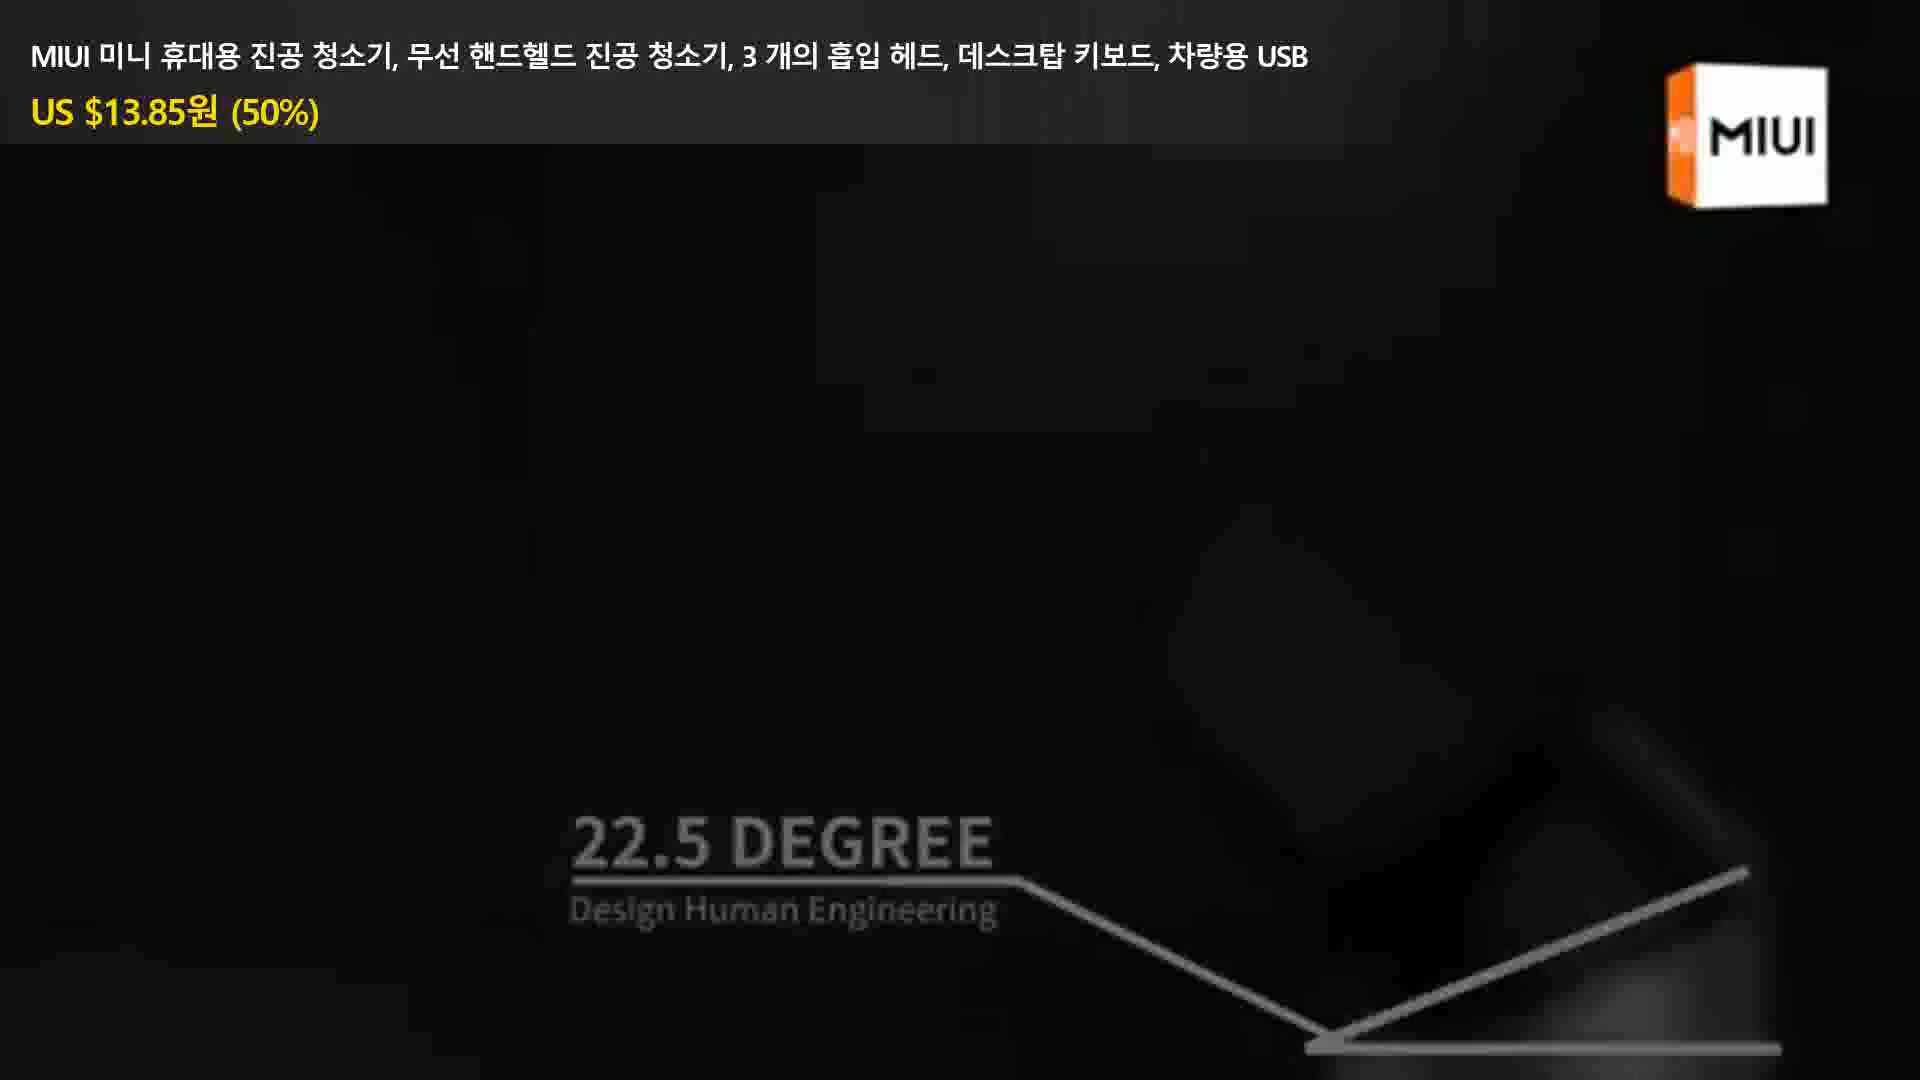 MIUI 미니 휴대용 진공 청소기, 무선 핸드헬드 진공 청소기, 3 개의 흡입 헤드, 데스크탑 키보드, 차량용 USB
US $13.85원 (50%)
MIUI
22.5 DEGREE
Design Human Engineering